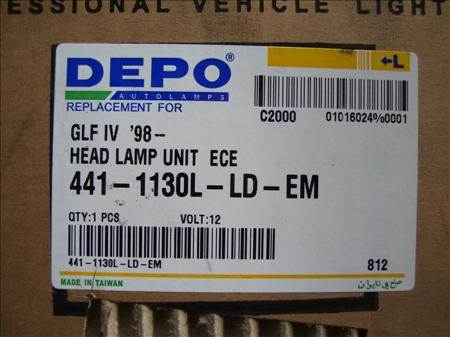 ESSIONAL VEHICLE LIGHT
DEPO®
AUTOLAMPS
REPLACEMENT FOR
←L
C2000 01016024%0001
GLF IV '98-
HEAD LAMP UNIT ECE
441-1130L-LD-EM
QTY:1 PCS VOLT:12
441-1130L-LD-EM
812
MADE IN TAIWAN